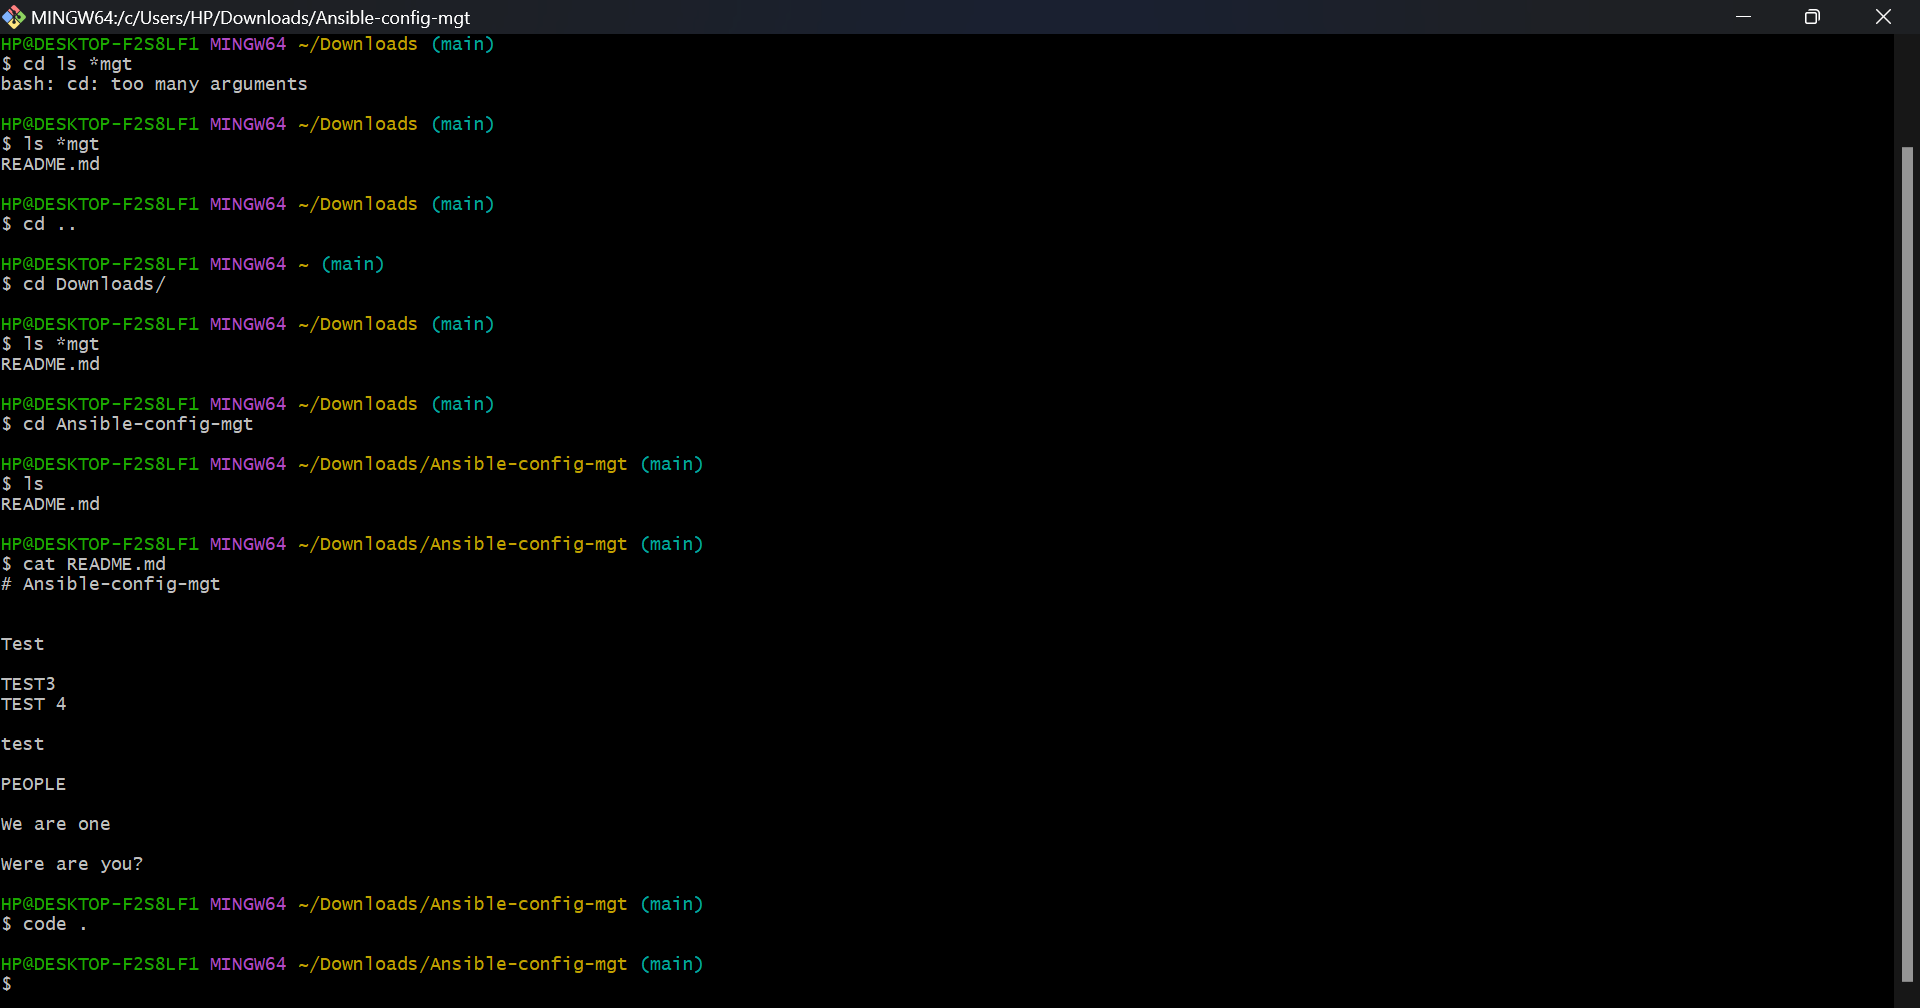 MINGW64:/c/Users/HP/Downloads/Ansible-config-mgt
HP@DESKTOP-F2S8LF1 MINGW64 ~/Downloads (main)
$ cd ls *mgt
bash: cd: too many arguments
HP@DESKTOP-F2S8LF1 MINGW64 ~/Downloads (main)
$ ls *mgt
README.md
HP@DESKTOP-F2S8LF1 MINGW64 ~/Downloads (main)
$ cd ..
HP@DESKTOP-F2S8LF1 MINGW64 ~ (main)
$ cd Downloads/
HP@DESKTOP-F2S8LF1 MINGW64 ~/Downloads (main)
$ ls *mgt
README.md
HP@DESKTOP-F2S8LF1 MINGW64 ~/Downloads (main)
$ cd Ansible-config-mgt
HP@DESKTOP-F2S8LF1 MINGW64 ~/Downloads/Ansible-config-mgt (main)
$ ls
README.md
HP@DESKTOP-F2S8LF1 MINGW64 ~/Downloads/Ansible-config-mgt (main)
$ cat README.md
# Ansible-config-mgt
Test
TEST3
TEST 4
test
PEOPLE
We are one
Were are you?
HP@DESKTOP-F2S8LF1 MINGW64 ~/Downloads/Ansible-config-mgt (main)
$ code .
HP@DESKTOP-F2S8LF1 MINGW64 ~/Downloads/Ansible-config-mgt (main)
$